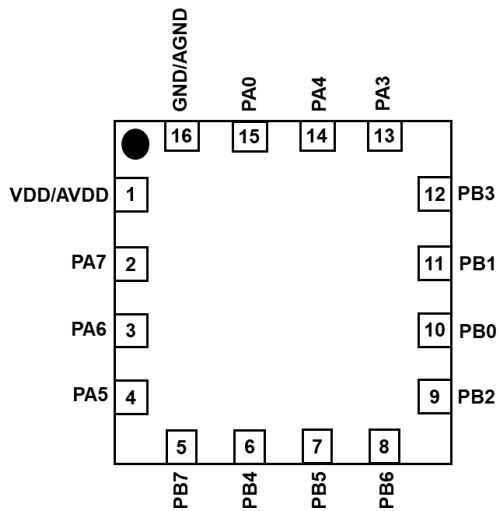 GND/AGND PA0 PA4 PA3
16 15 14 13
VDD/AVDD 1 12 PB3
PA7 2 11 PB1
PA6 3 10 PB0
PA5 4 9 PB2
5 6 7 8
PB7 PB4 PB5 PB6